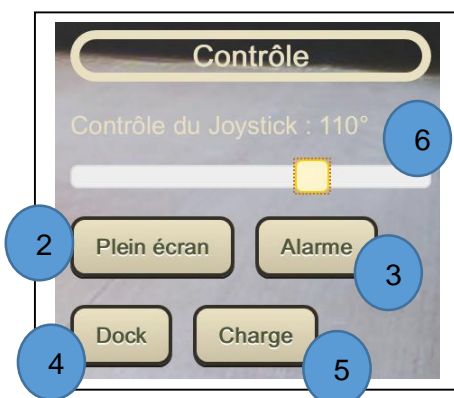 Contrôle
Contrôle du Joystick : 110°
6
2
Plein écran
Alarme
3
Dock
Charge
4
5